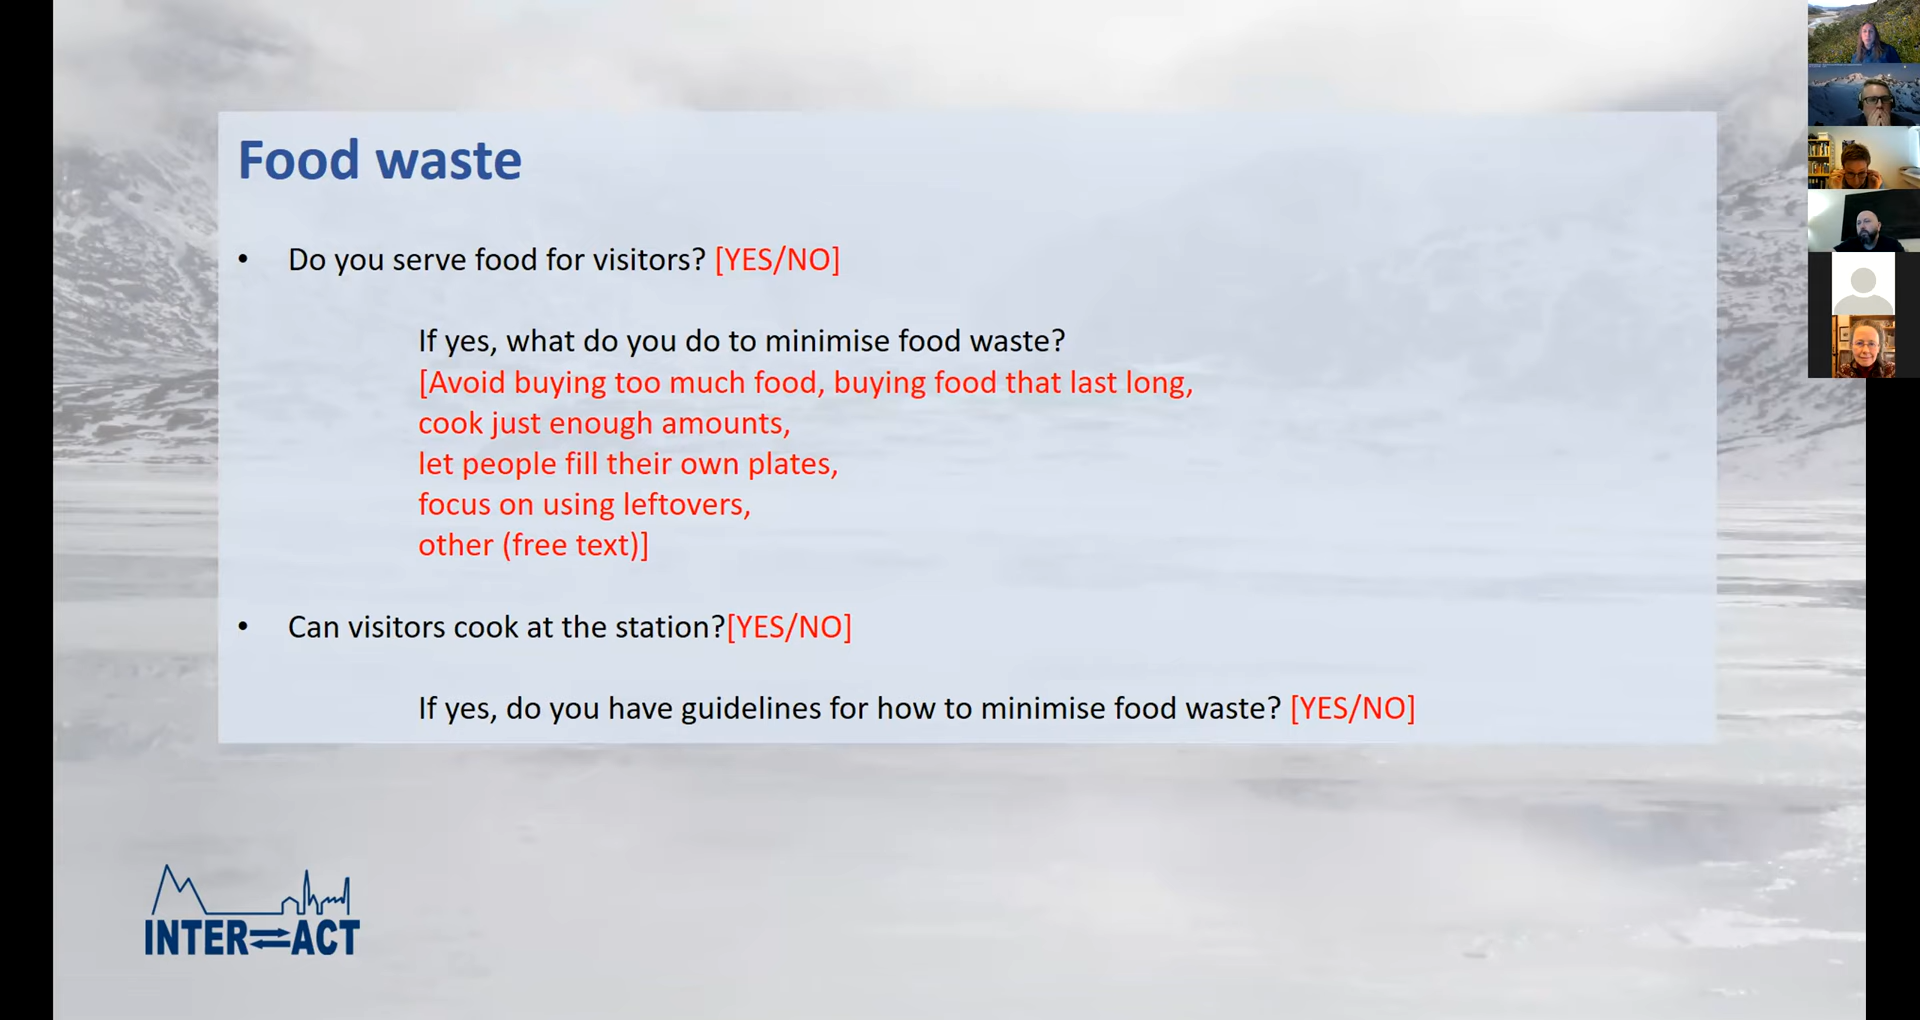 Food waste
• Do you serve food for visitors? [YES/NO]
If yes, what do you do to minimise food waste?
[Avoid buying too much food, buying food that last long,
cook just enough amounts,
let people fill their own plates,
focus on using leftovers,
other (free text)]
• Can visitors cook at the station?[YES/NO]
If yes, do you have guidelines for how to minimise food waste? [YES/NO]
INTER⇌ACT